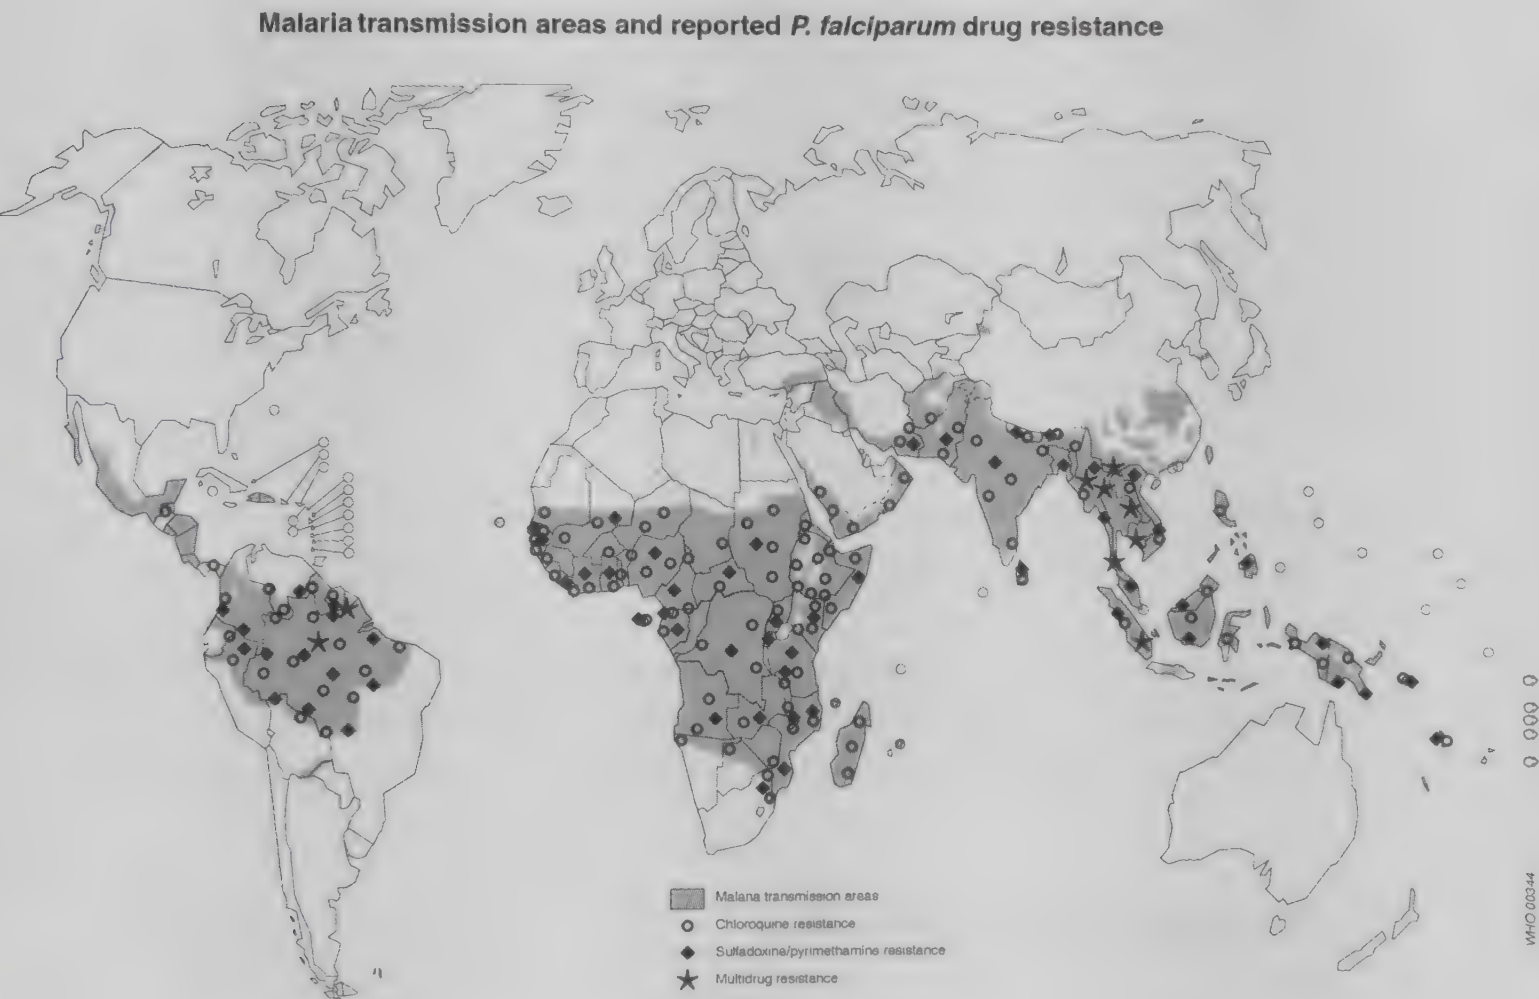 Malaria transmission areas and reported P. falciparum drug resistance
Malaria transmission areas
Chloroquine resistance
Sulfadoxine/pyrimethamine resistance
Multidrug resistance
WHO 00344